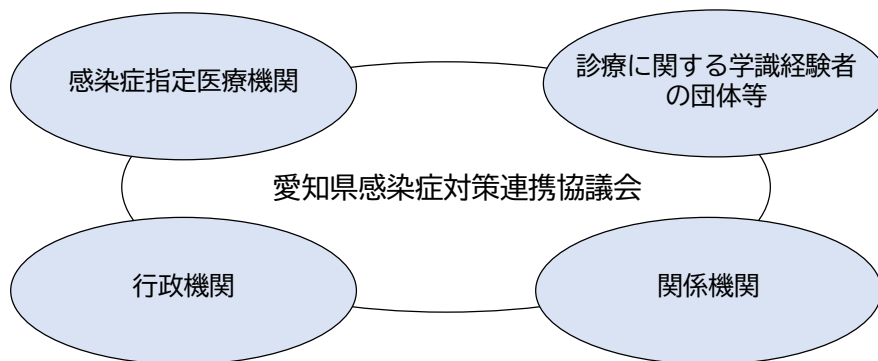 感染症指定医療機関
診療に関する学識経験者
の団体等
愛知県感染症対策連携協議会
行政機関
関係機関